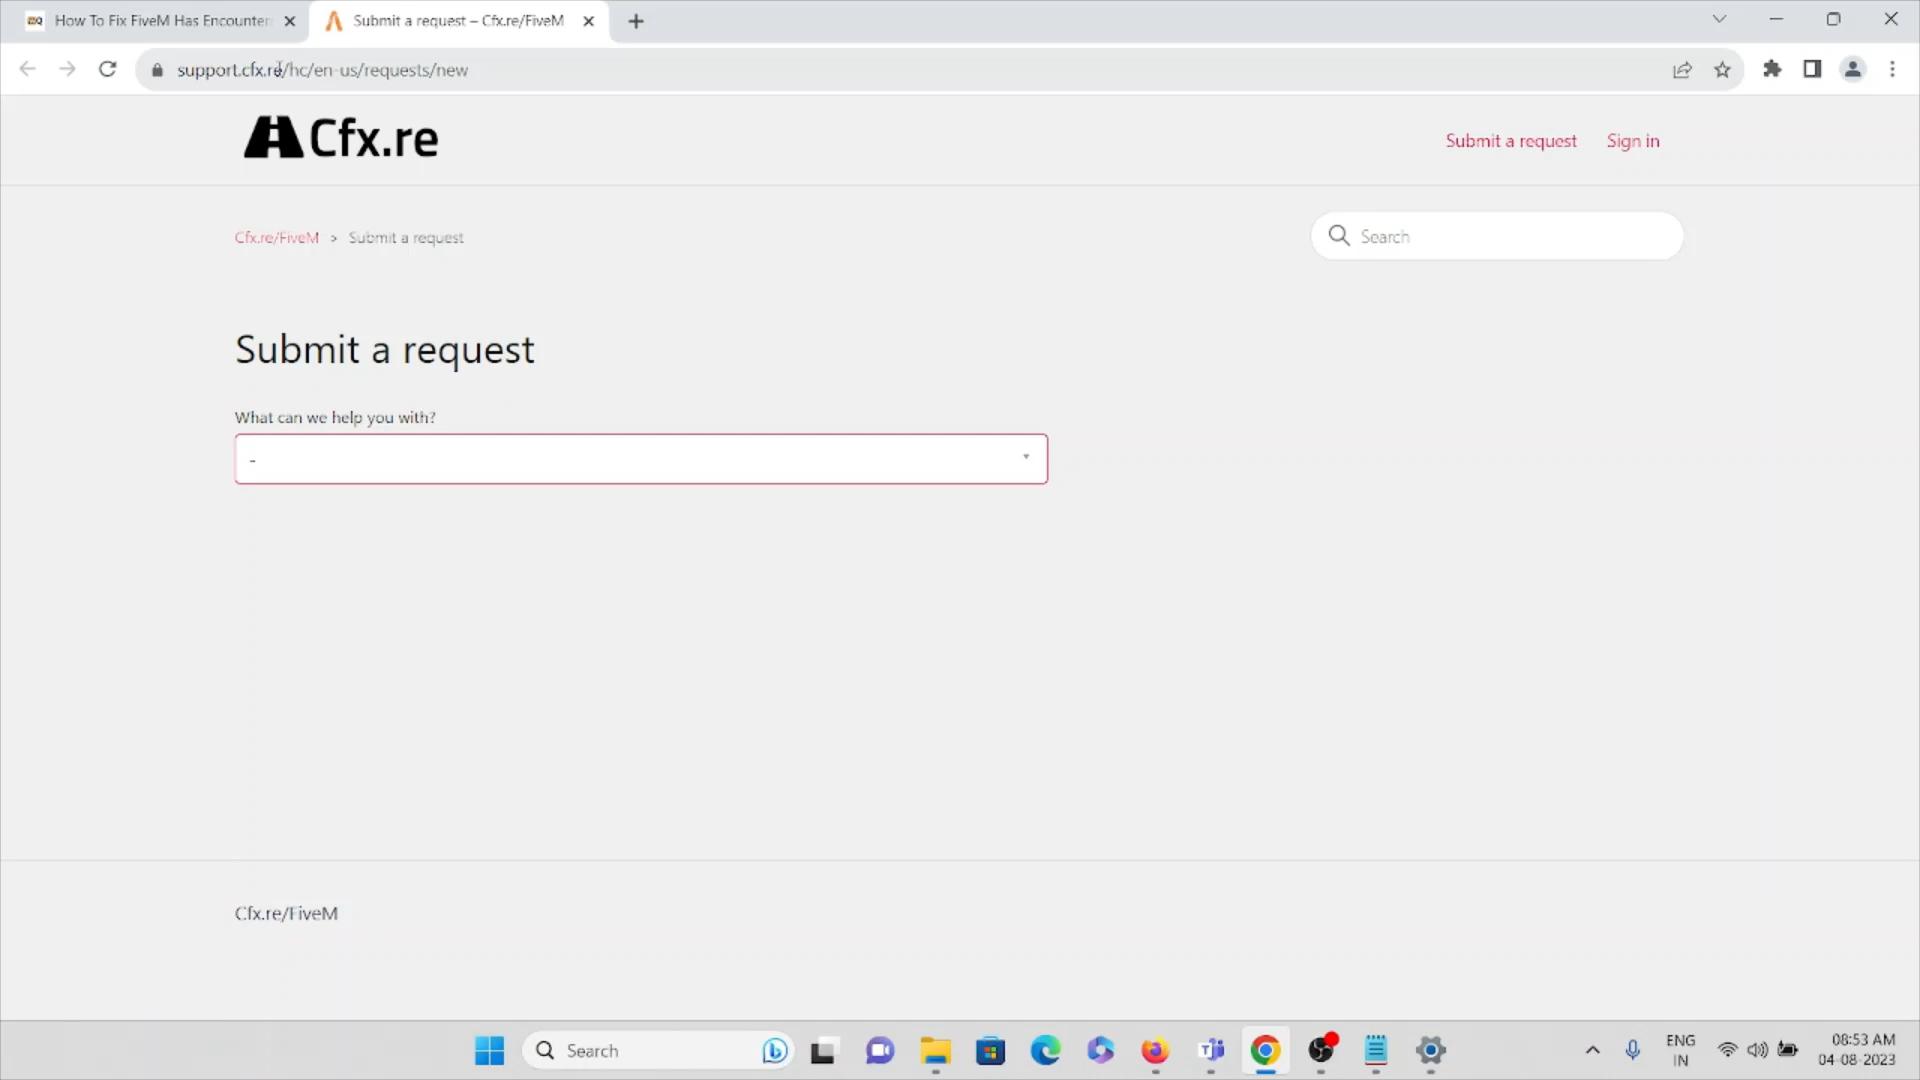 How To Fix FiveM Has Encounter
Submit a request – Cfx.re/FiveM
support.cfx.re/hc/en-us/requests/new
Cfx.re
Submit a request
Sign in
Cfx.re/FiveM > Submit a request
Search
Submit a request
What can we help you with?
-
Cfx.re/FiveM
Search
ENG
IN
08:53 AM
04-08-2023